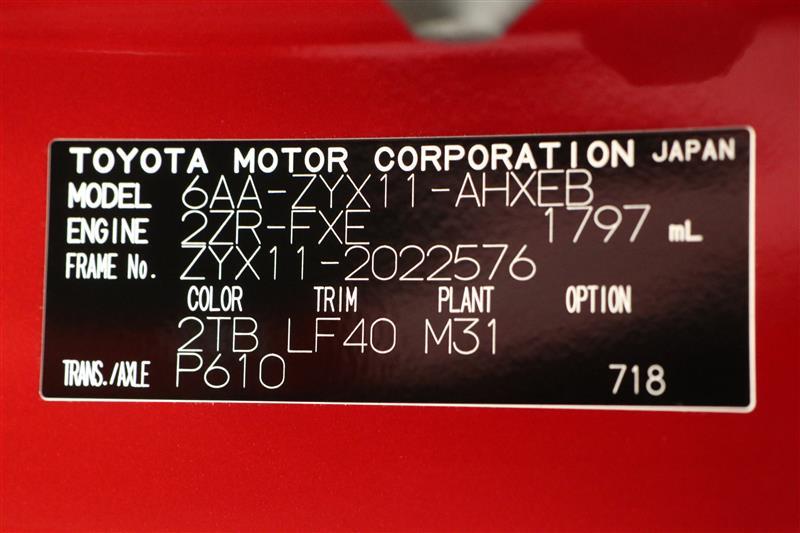 TOYOTA MOTOR CORPORATION JAPAN
MODEL 6AA-ZYX11-AHXEB
ENGINE 2ZR-FXE 1797 mL
FRAME No. ZYX11-2022576
COLOR TRIM PLANT OPTION
2TB LF40 M31
TRANS./AXLE P610 718